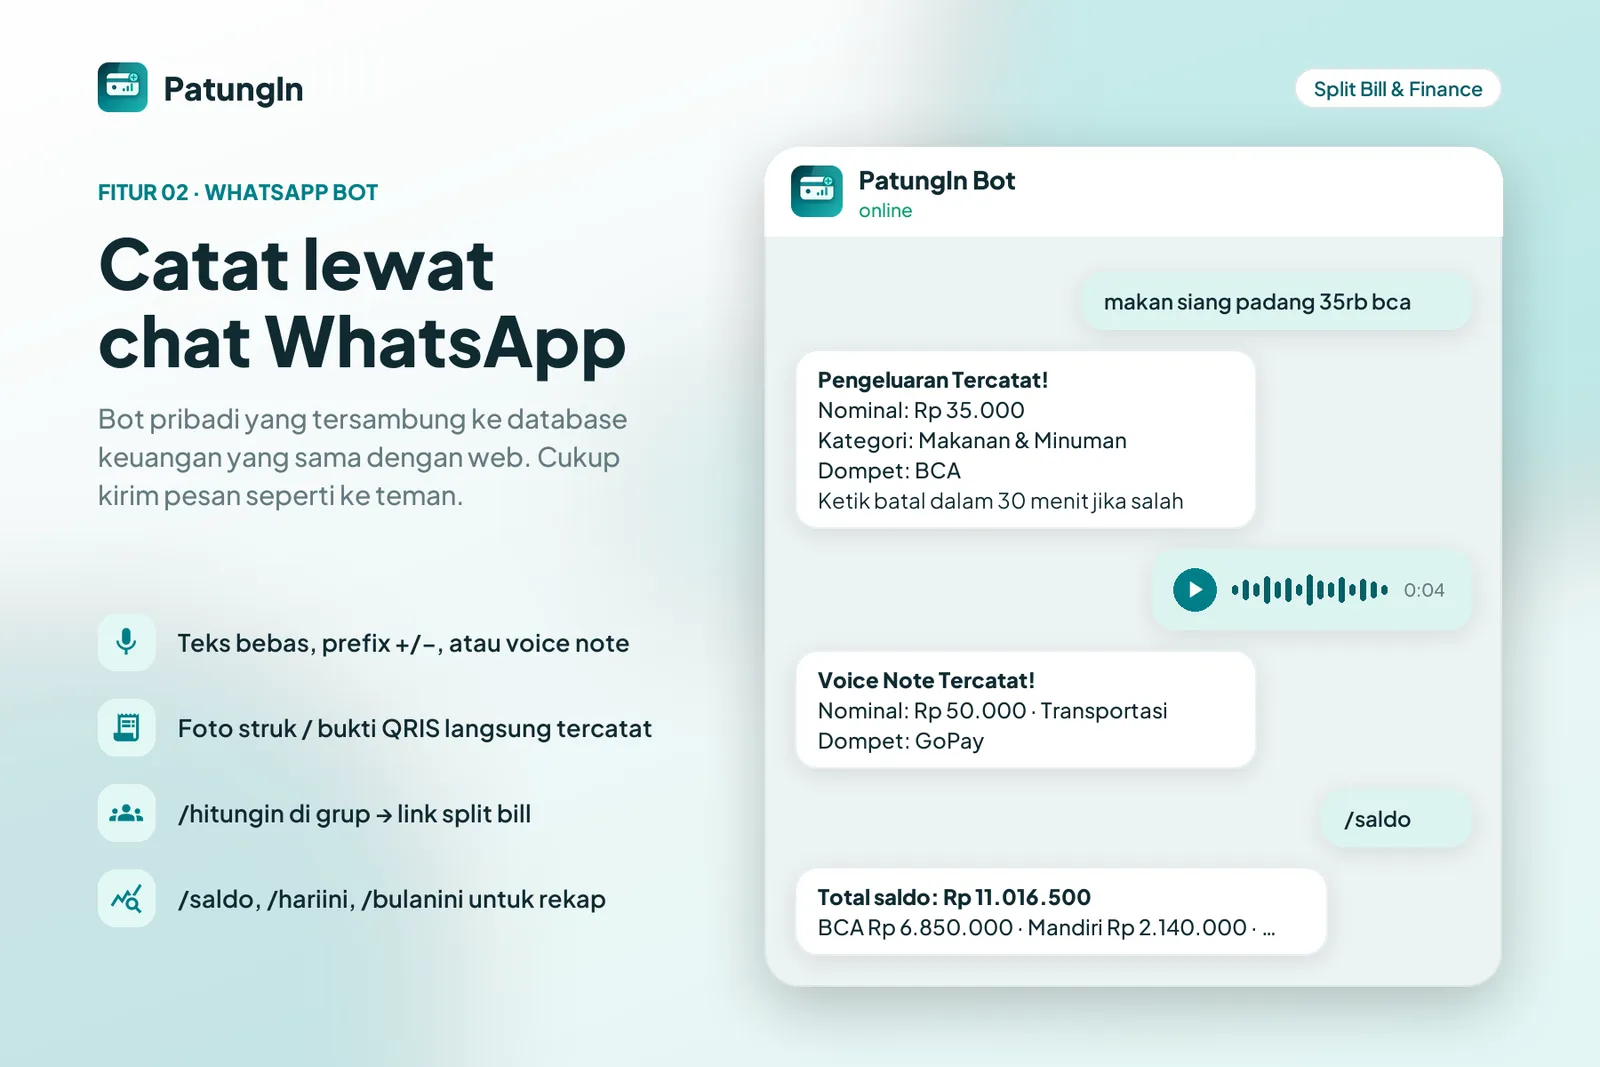 PatungIn
Split Bill & Finance
FITUR 02 · WHATSAPP BOT
Catat lewat
chat WhatsApp
Bot pribadi yang tersambung ke database
keuangan yang sama dengan web. Cukup
kirim pesan seperti ke teman.
Teks bebas, prefix +/−, atau voice note
Foto struk / bukti QRIS langsung tercatat
/hitungin di grup → link split bill
/saldo, /hariini, /bulanini untuk rekap
PatungIn Bot
online
makan siang padang 35rb bca
Pengeluaran Tercatat!
Nominal: Rp 35.000
Kategori: Makanan & Minuman
Dompet: BCA
Ketik batal dalam 30 menit jika salah
0:04
Voice Note Tercatat!
Nominal: Rp 50.000 · Transportasi
Dompet: GoPay
/saldo
Total saldo: Rp 11.016.500
BCA Rp 6.850.000 · Mandiri Rp 2.140.000 · …